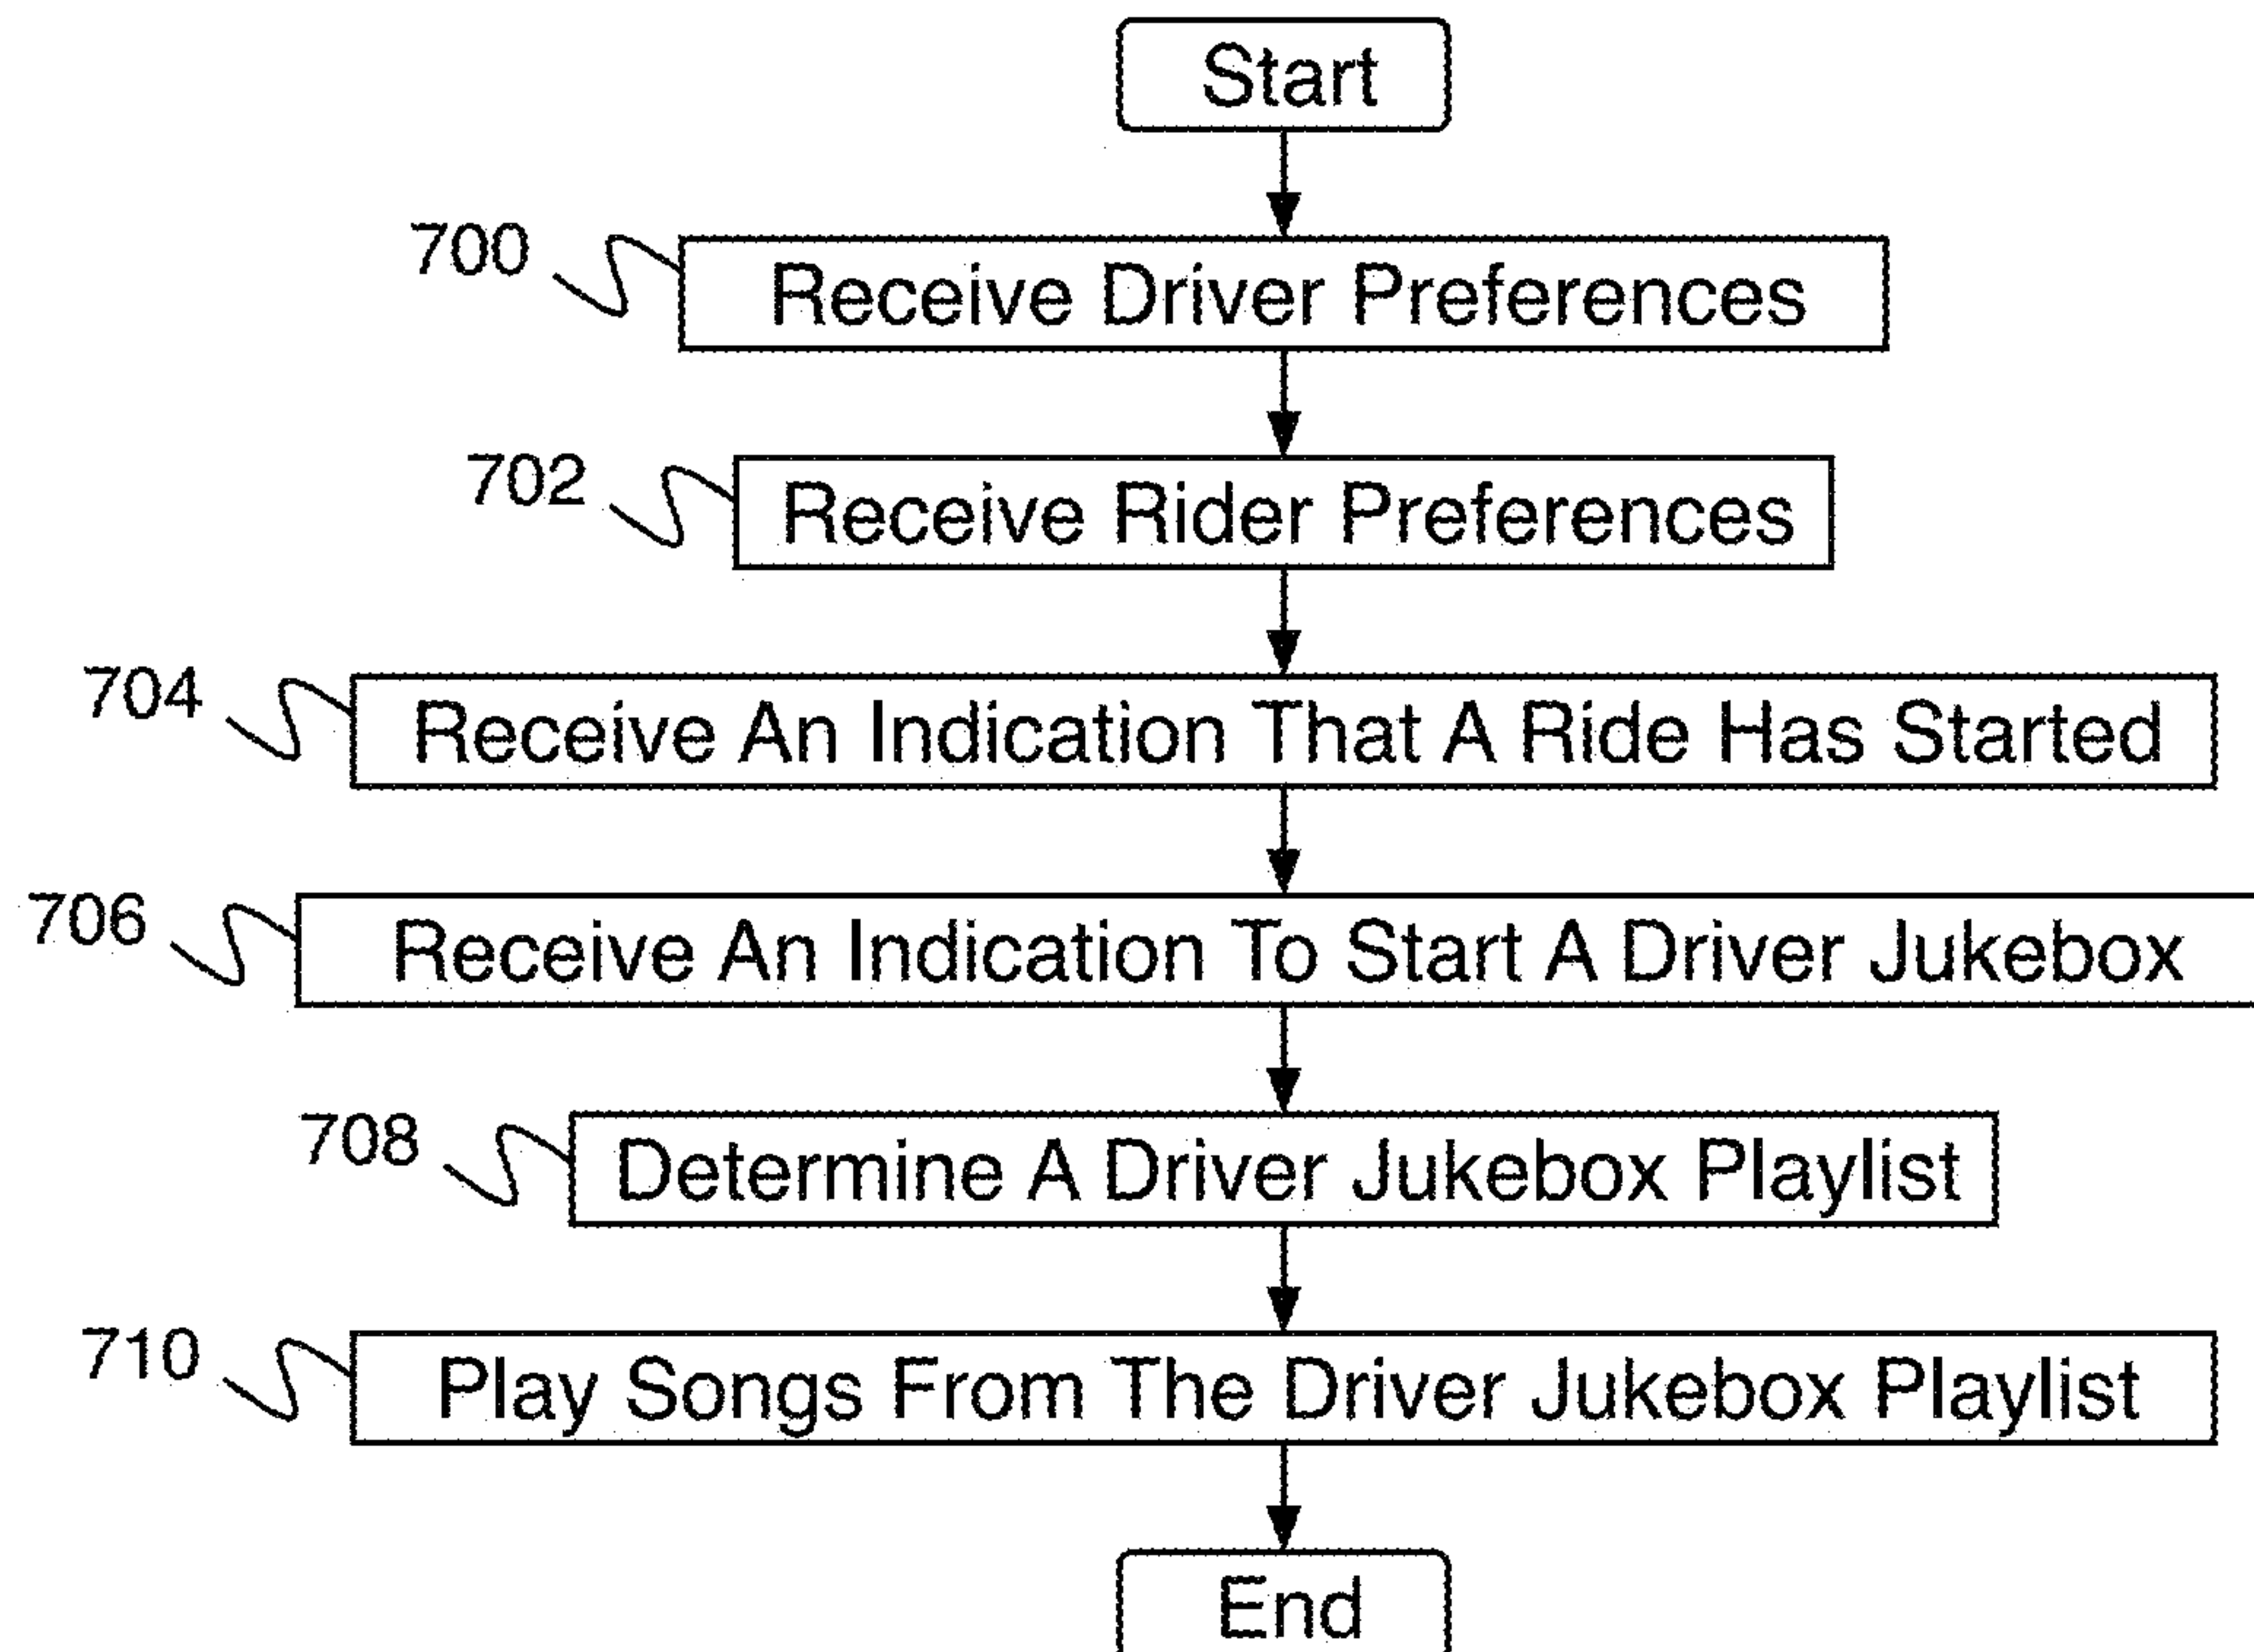 Start
700
Receive Driver Preferences
702
Receive Rider Preferences
704
Receive An Indication That A Ride Has Started
706
Receive An Indication To Start A Driver Jukebox
708
Determine A Driver Jukebox Playlist
710
Play Songs From The Driver Jukebox Playlist
End